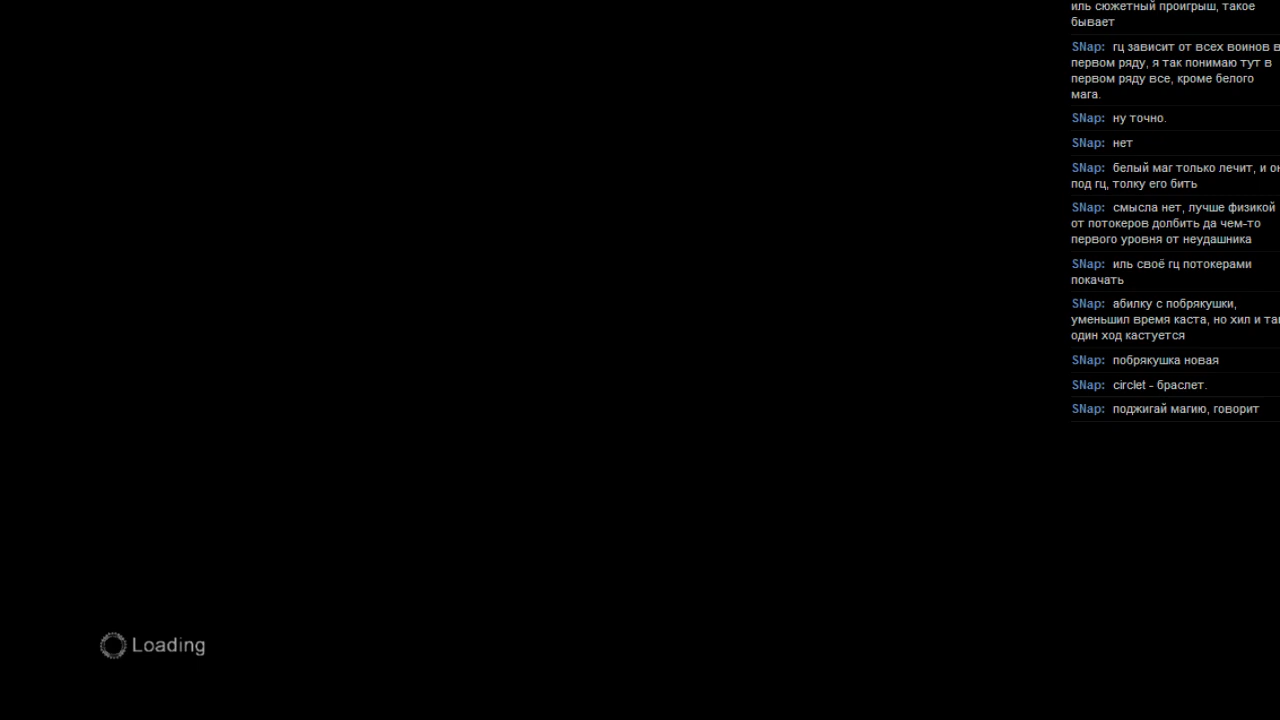 иль сюжетный проигрыш, такое
бывает
SNap: гц зависит от всех воинов в
первом ряду, я так понимаю тут в
первом ряду все, кроме белого
мага.
SNap: ну точно.
SNap: нет
SNap: белый маг только лечит, и он
под гц, толку его бить
SNap: смысла нет, лучше физикой
от потокеров долбить да чем-то
первого уровня от неудашника
SNap: иль своё гц потокерами
покачать
SNap: абилку с побрякушки,
уменьшил время каста, но хил и так
один ход кастуется
SNap: побрякушка новая
SNap: circlet - браслет.
SNap: поджигай магию, говорит
Loading